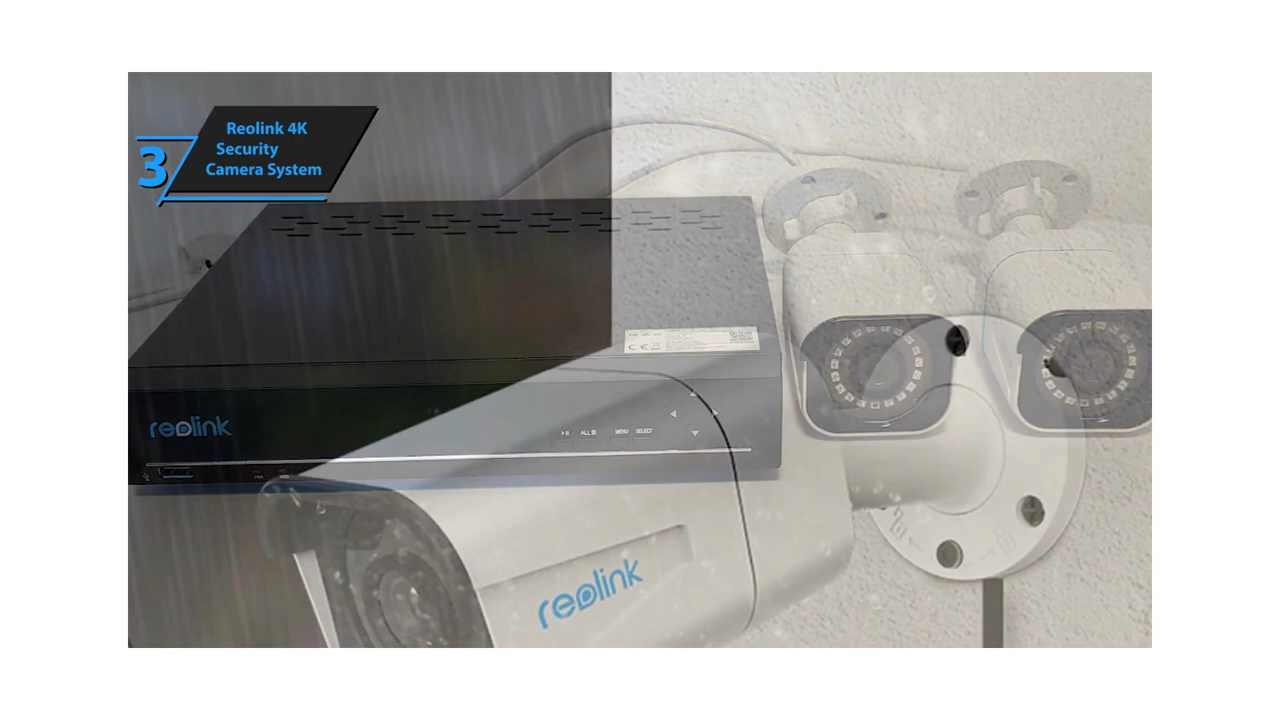 3
Reolink 4K
Security
Camera System
reolink
ALL
MENU
SELECT
reolink